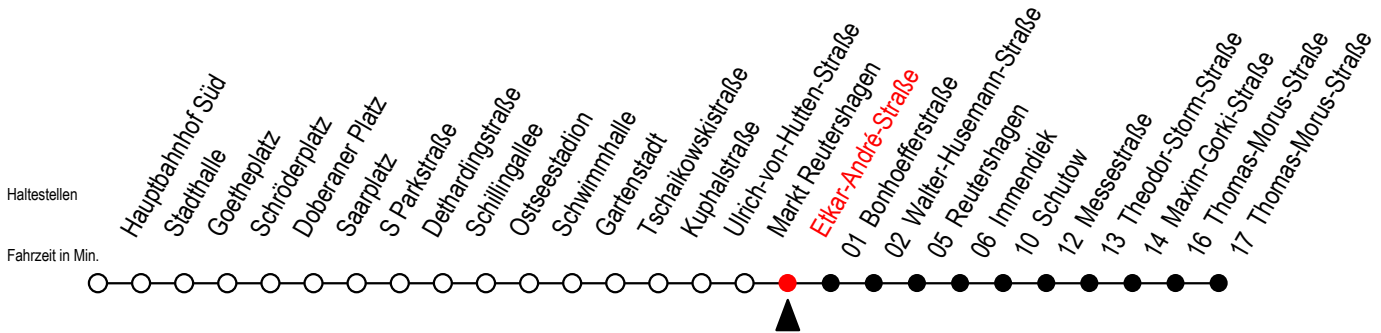 Haltestellen
Fahrzeit in Min.
Hauptbahnhof Süd
Stadthalle
Goetheplatz
Schröderplatz
Doberaner Platz
Saarplatz
S Parkstraße
Dethardingstraße
Schillingallee
Ostseestadion
Schwimmhalle
Gartenstadt
Tschaikowskistraße
Kuphalstraße
Ulrich-von-Hutten-Straße
Markt Reutershagen
Etkar-André-Straße
01 Bonhoefferstraße
02 Walter-Husemann-Straße
05 Reutershagen
06 Immendiek
10 Schutow
12 Messestraße
13 Theodor-Storm-Straße
14 Maxim-Gorki-Straße
16 Thomas-Morus-Straße
17 Thomas-Morus-Straße